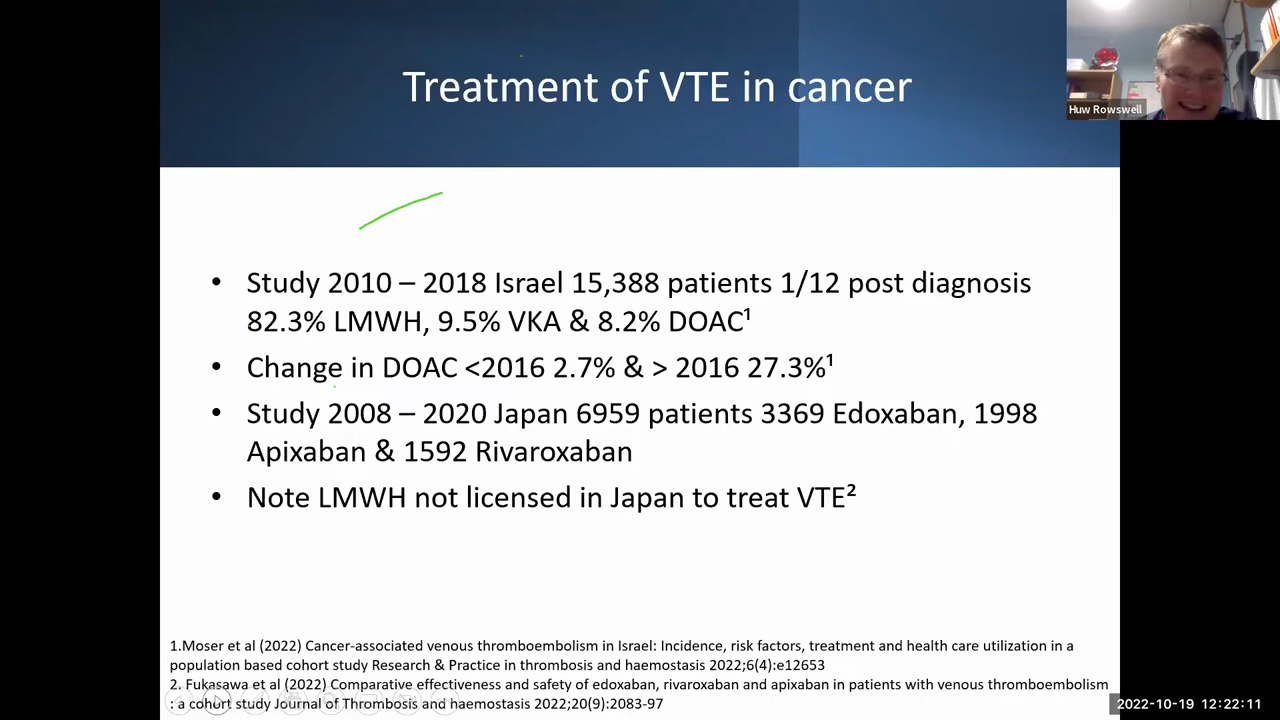 Treatment of VTE in cancer
Huw Rowswell
• Study 2010 – 2018 Israel 15,388 patients 1/12 post diagnosis
82.3% LMWH, 9.5% VKA & 8.2% DOAC¹
• Change in DOAC <2016 2.7% & > 2016 27.3%¹
• Study 2008 – 2020 Japan 6959 patients 3369 Edoxaban, 1998
Apixaban & 1592 Rivaroxaban
• Note LMWH not licensed in Japan to treat VTE²
1.Moser et al (2022) Cancer-associated venous thromboembolism in Israel: Incidence, risk factors, treatment and health care utilization in a
population based cohort study Research & Practice in thrombosis and haemostasis 2022;6(4):e12653
2. Fukasawa et al (2022) Comparative effectiveness and safety of edoxaban, rivaroxaban and apixaban in patients with venous thromboembolism
: a cohort study Journal of Thrombosis and haemostasis 2022;20(9):2083-97
2022-10-19 12:22:11